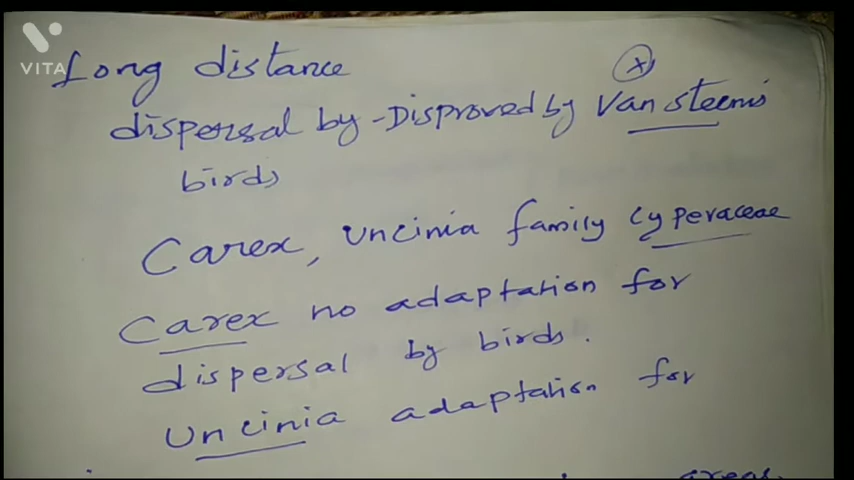 VITA
Long distance
dispersal by - Disproved by Van steenis
birds
Carex, Uncinia family cyperaceae
Carex no adaptation for
dispersal by birds.
Uncinia adaptation for
areas.